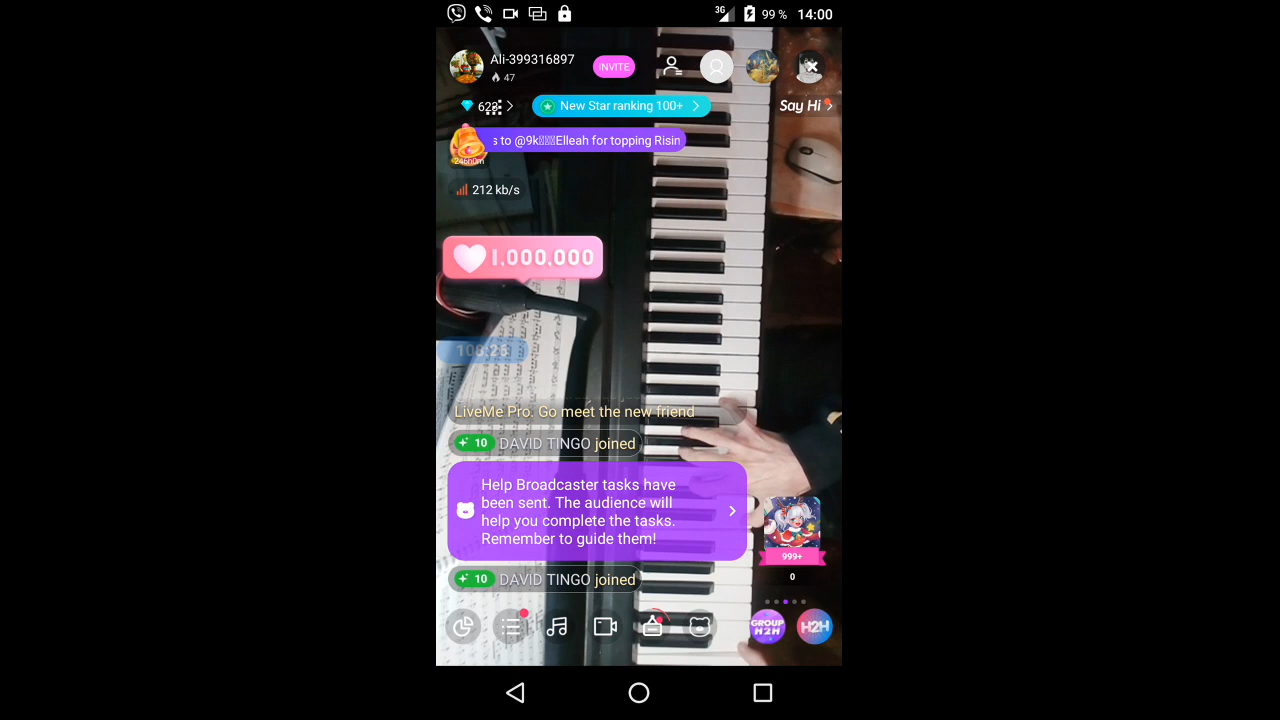 3G 99 % 14:00
Ali-399316897
47
INVITE
New Star ranking 100+
Say Hi
s to @9k Elleah for topping Risin
24h0m
212 kb/s
1,000,000
LiveMe Pro. Go meet the new friend
10 DAVID TINGO joined
Help Broadcaster tasks have
been sent. The audience will
help you complete the tasks.
Remember to guide them!
999+
0
10 DAVID TINGO joined
GROUP
H2H
H2H